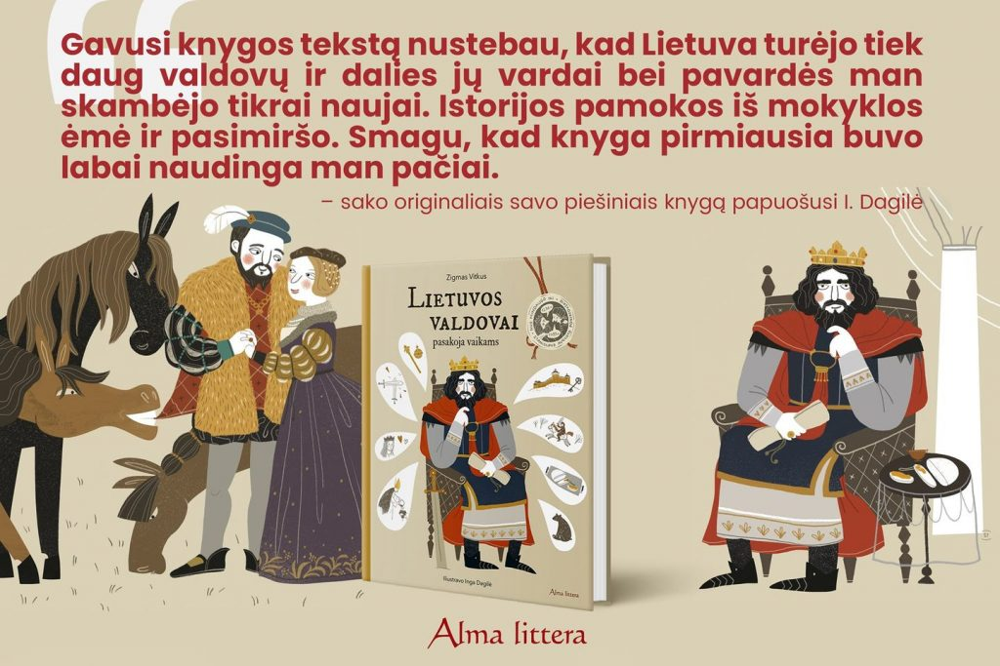 Gavusi knygos tekstą nustebau, kad Lietuva turėjo tiek
daug valdovų ir dalies jų vardai bei pavardės man
skambėjo tikrai naujai. Istorijos pamokos iš mokyklos
ėmė ir pasimiršo. Smagu, kad knyga pirmiausia buvo
labai naudinga man pačiai.
– sako originaliais savo piešiniais knygą papuošusi I. Dagilė
Zigmas Vitkus
LIETUVOS
VALDOVAI
pasakoja vaikams
Iliustravo Inga Dagilė
Alma littera
Alma littera